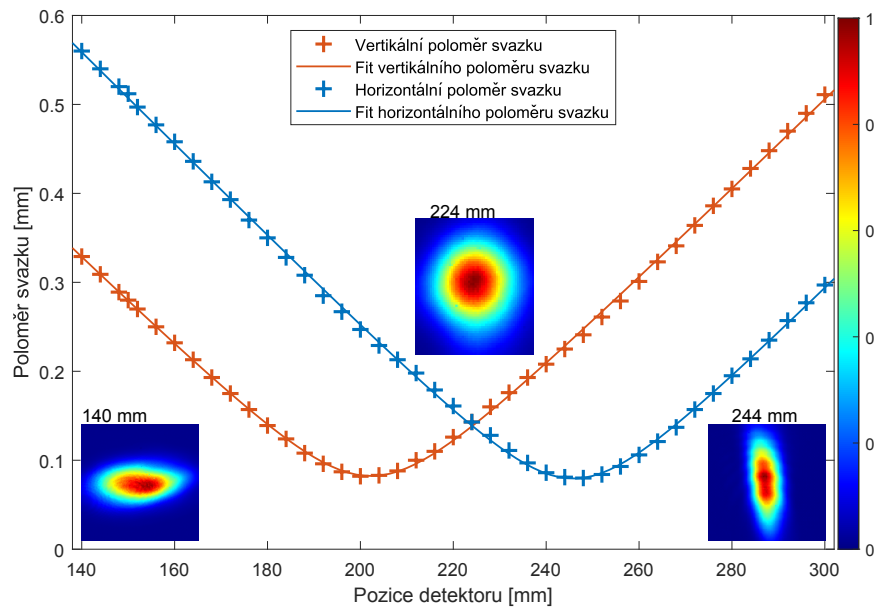 Vertikální poloměr svazku
Fit vertikálního poloměru svazku
Horizontální poloměr svazku
Fit horizontálního poloměru svazku
224 mm
140 mm
244 mm
0.6
0.5
0.4
0.3
0.2
0.1
0
Poloměr svazku [mm]
140 160 180 200 220 240 260 280 300
Pozice detektoru [mm]
1
0
0
0
0
0